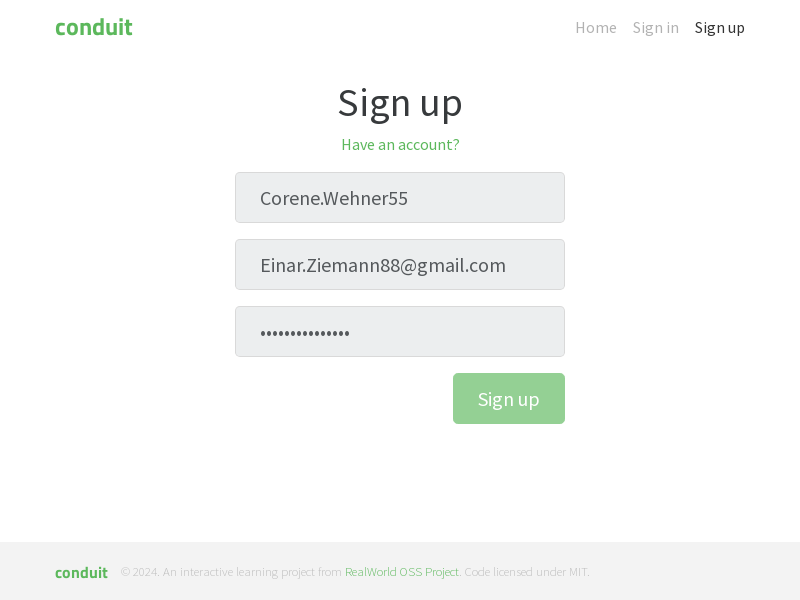 conduit
Home Sign in Sign up
Sign up
Have an account?
Corene.Wehner55
Einar.Ziemann88@gmail.com
•••••••••••••••
Sign up
conduit © 2024. An interactive learning project from RealWorld OSS Project. Code licensed under MIT.